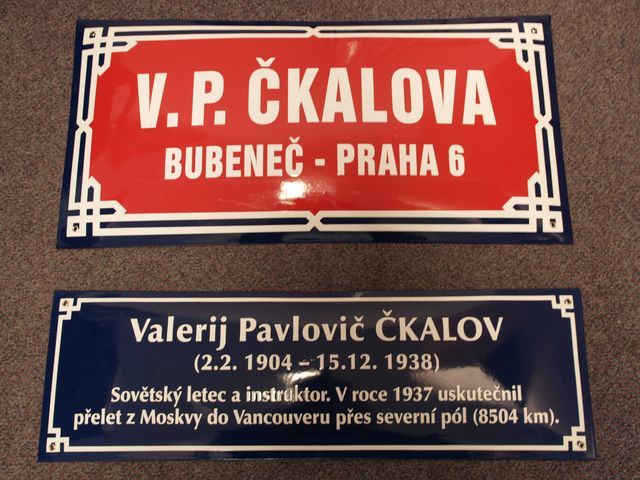 V. P. ČKALOVA
BUBENEČ - PRAHA 6
Valerij Pavlovič ČKALOV
(2.2. 1904 – 15.12. 1938)
Sovětský letec a instruktor. V roce 1937 uskutečnil
přelet z Moskvy do Vancouveru přes severní pól (8504 km).